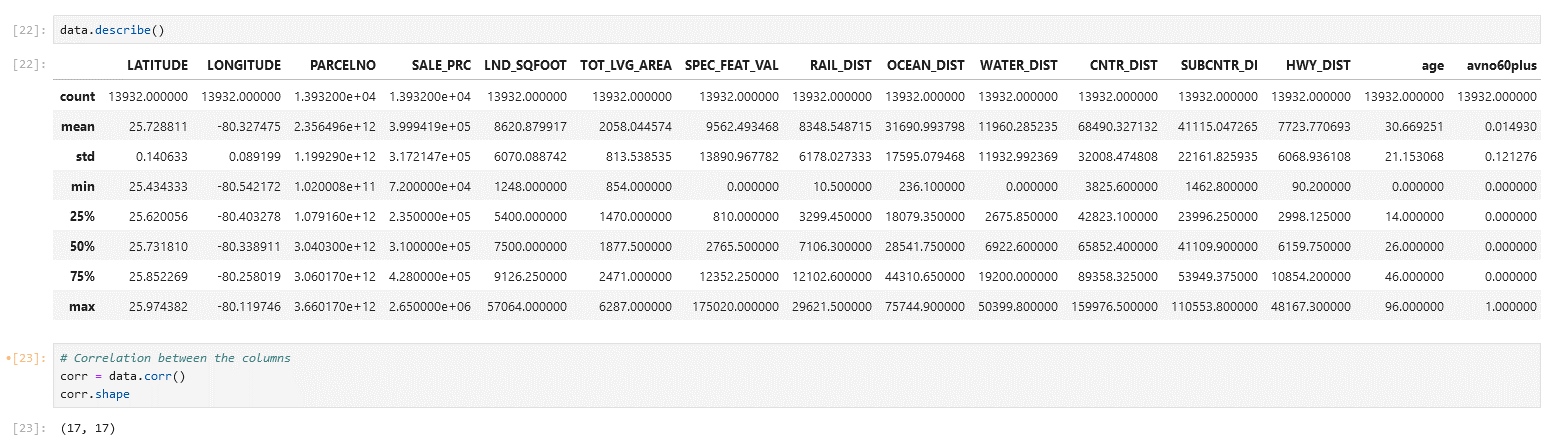 [22]: data.describe()
[22]: LATITUDE LONGITUDE PARCELNO SALE_PRC LND_SQFOOT TOT_LVG_AREA SPEC_FEAT_VAL RAIL_DIST OCEAN_DIST WATER_DIST CNTR_DIST SUBCNTR_DI HWY_DIST age avno60plus
count 13932.000000 13932.000000 1.393200e+04 1.393200e+04 13932.000000 13932.000000 13932.000000 13932.000000 13932.000000 13932.000000 13932.000000 13932.000000 13932.000000 13932.000000 13932.000000
mean 25.728811 -80.327475 2.356496e+12 3.999419e+05 8620.879917 2058.044574 9562.493468 8348.548715 31690.993798 11960.285235 68490.327132 41115.047265 7723.770693 30.669251 0.014930
std 0.140633 0.089199 1.199290e+12 3.172147e+05 6070.088742 813.538535 13890.967782 6178.027333 17595.079468 11932.992369 32008.474808 22161.825935 6068.936108 21.153068 0.121276
min 25.434333 -80.542172 1.020008e+11 7.200000e+04 1248.000000 854.000000 0.000000 10.500000 236.100000 0.000000 3825.600000 1462.800000 90.200000 0.000000 0.000000
25% 25.620056 -80.403278 1.079160e+12 2.350000e+05 5400.000000 1470.000000 810.000000 3299.450000 18079.350000 2675.850000 42823.100000 23996.250000 2998.125000 14.000000 0.000000
50% 25.731810 -80.338911 3.040300e+12 3.100000e+05 7500.000000 1877.500000 2765.500000 7106.300000 28541.750000 6922.600000 65852.400000 41109.900000 6159.750000 26.000000 0.000000
75% 25.852269 -80.258019 3.060170e+12 4.280000e+05 9126.250000 2471.000000 12352.250000 12102.600000 44310.650000 19200.000000 89358.325000 53949.375000 10854.200000 46.000000 0.000000
max 25.974382 -80.119746 3.660170e+12 2.650000e+06 57064.000000 6287.000000 175020.000000 29621.500000 75744.900000 50399.800000 159976.500000 110553.800000 48167.300000 96.000000 1.000000
•[23]: # Correlation between the columns
corr = data.corr()
corr.shape
[23]: (17, 17)